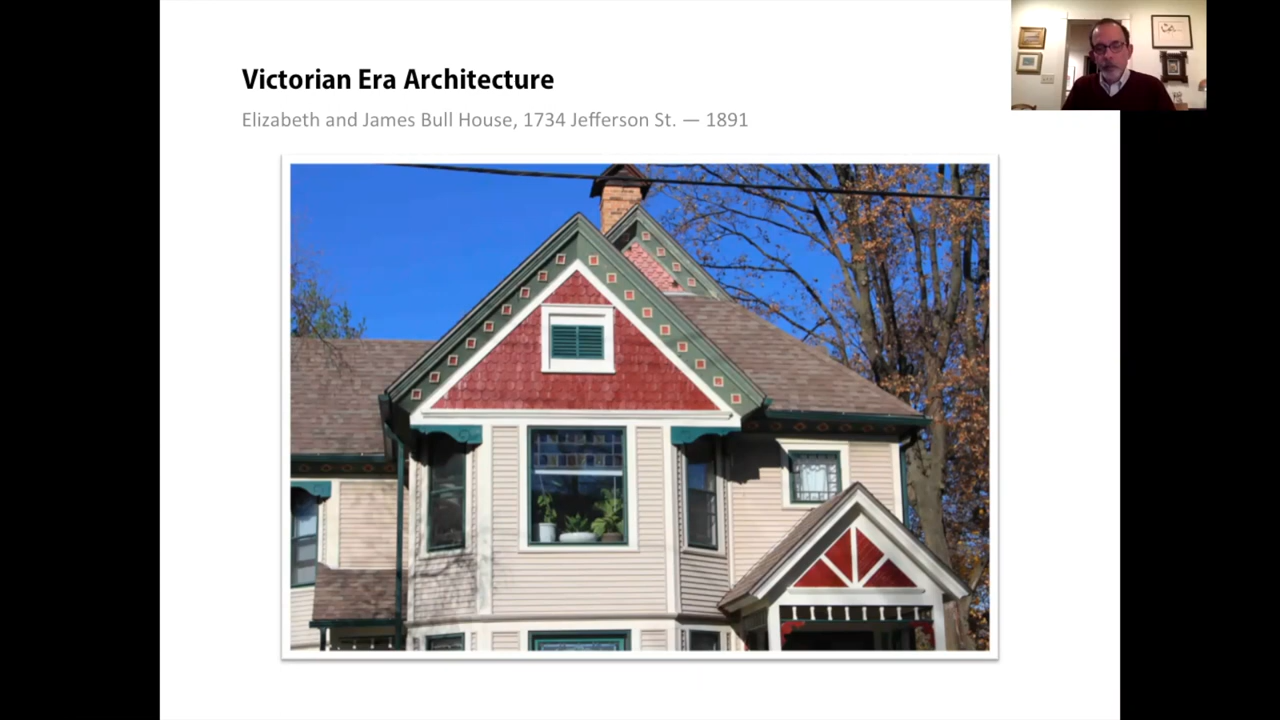 Victorian Era Architecture
Elizabeth and James Bull House, 1734 Jefferson St. — 1891